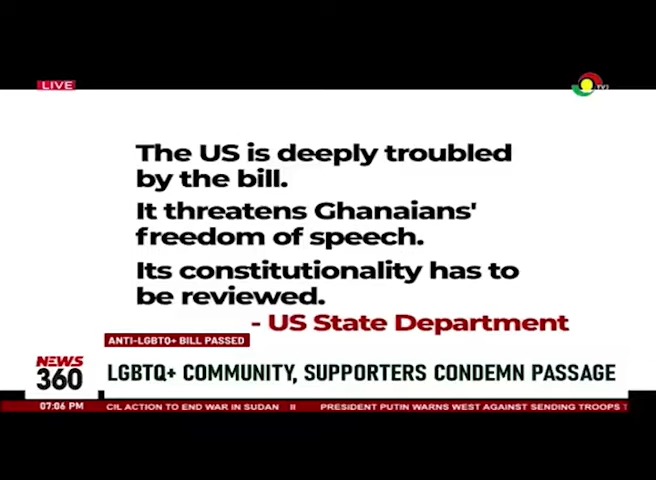 LIVE
TV3
The US is deeply troubled
by the bill.
It threatens Ghanaians'
freedom of speech.
Its constitutionality has to
be reviewed.
- US State Department
ANTI-LGBTQ+ BILL PASSED
NEWS
360
LGBTQ+ COMMUNITY, SUPPORTERS CONDEMN PASSAGE
07:06 PM CIL ACTION TO END WAR IN SUDAN II PRESIDENT PUTIN WARNS WEST AGAINST SENDING TROOPS T